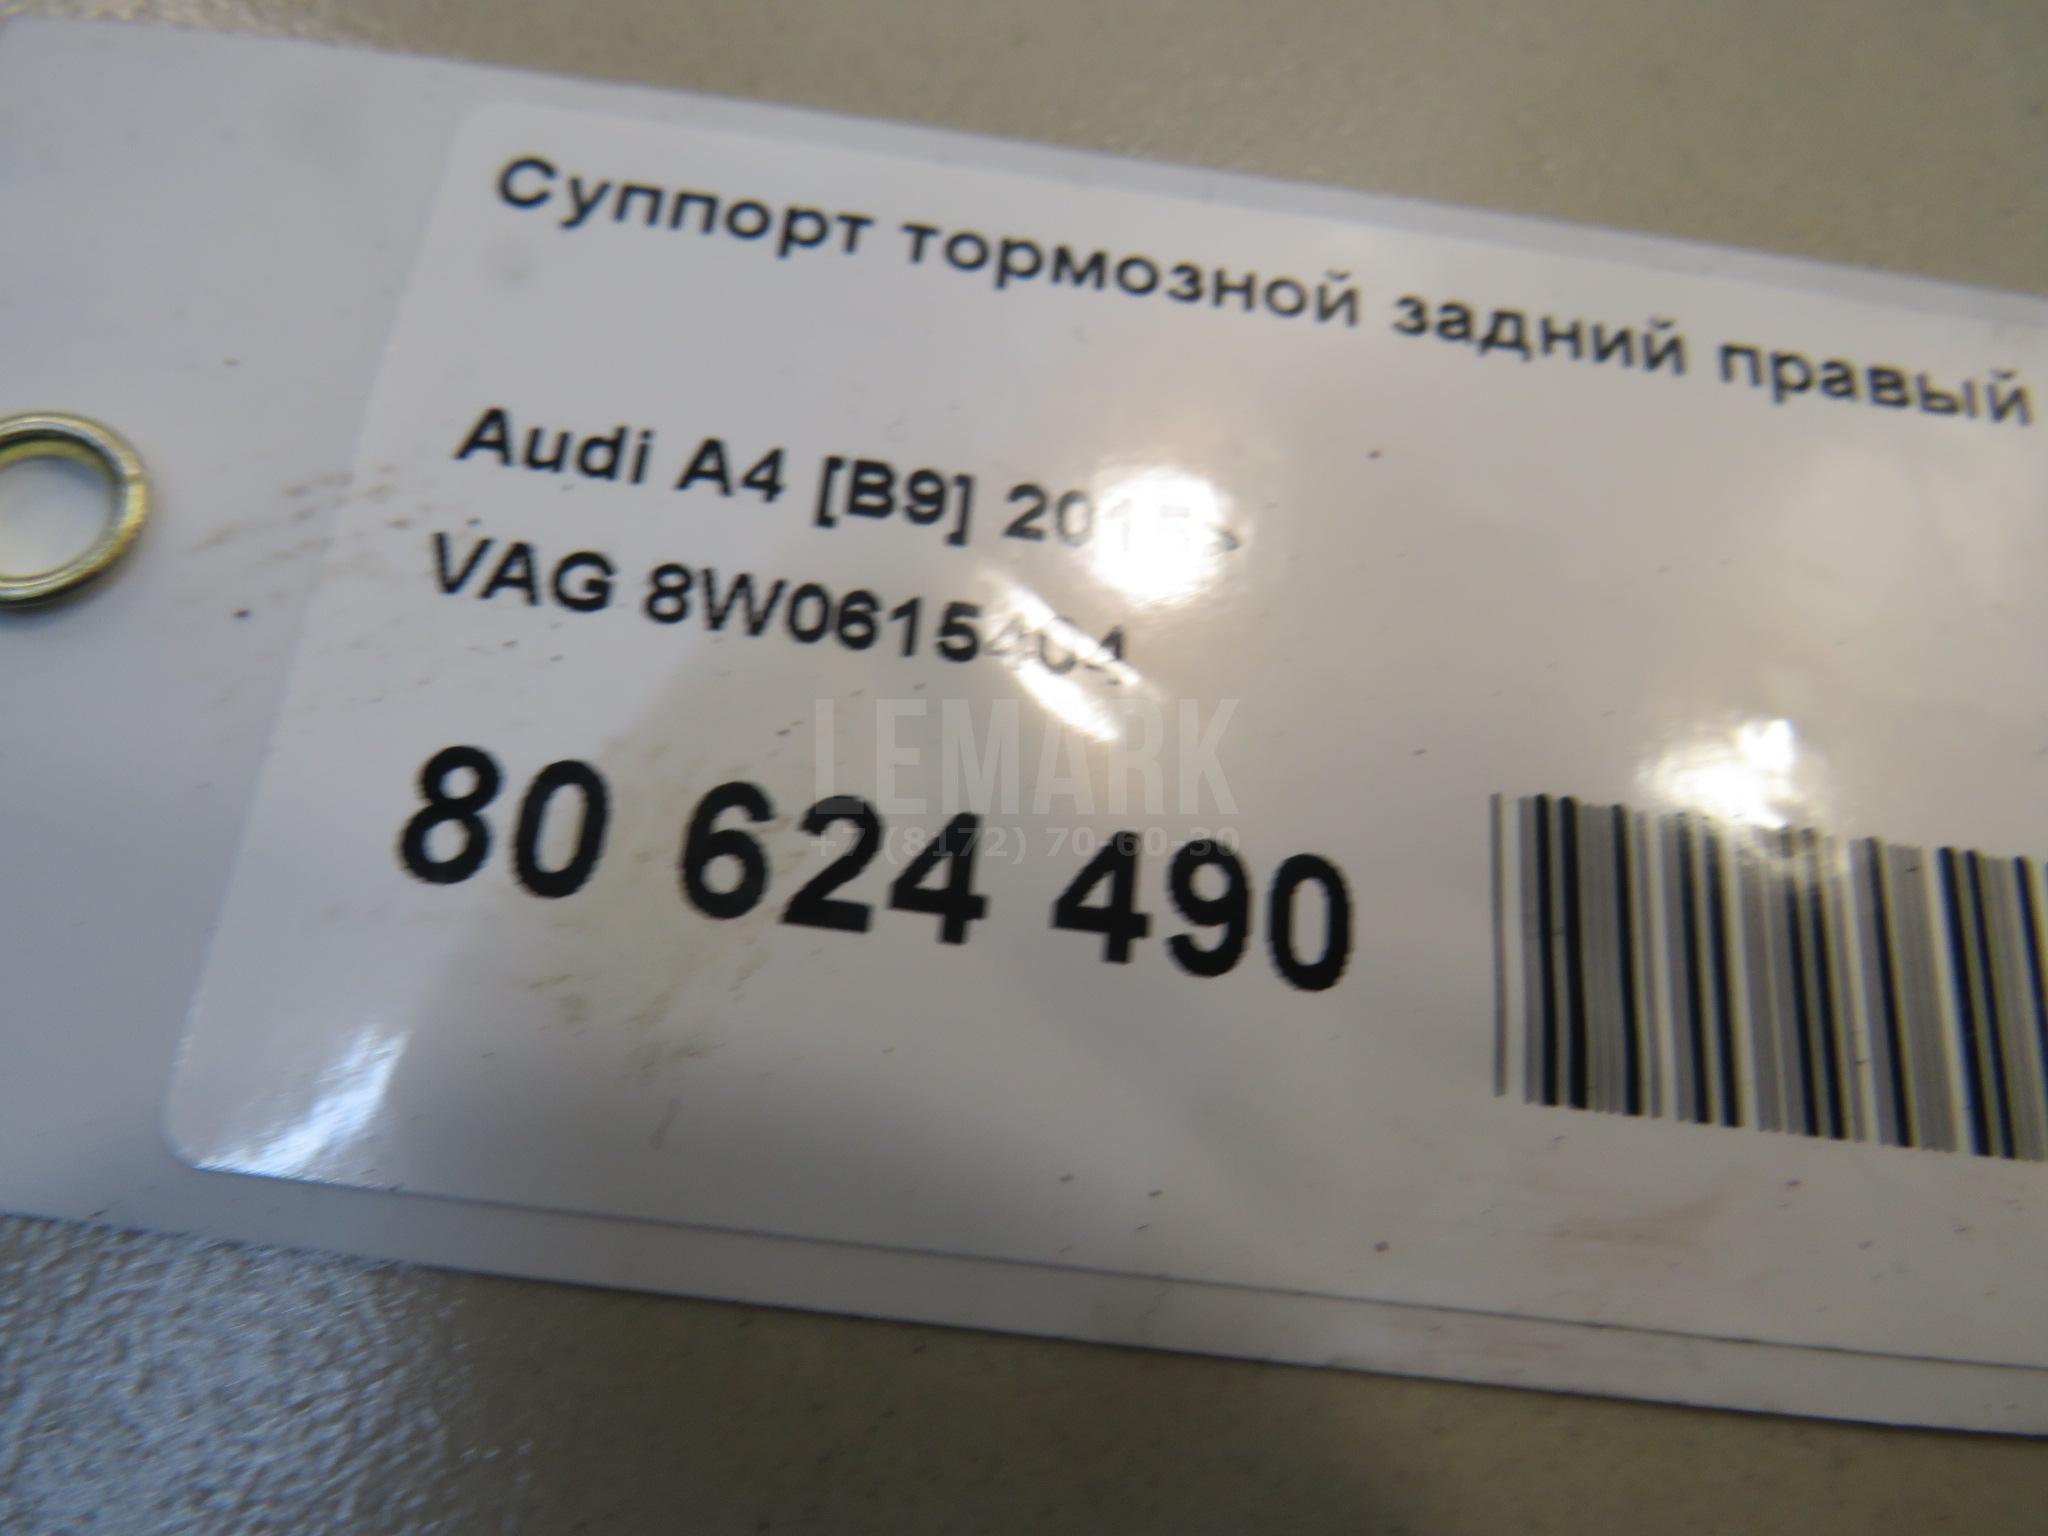 Суппорт тормозной задний правый
Audi A4 [B9] 2015>
VAG 8W0615404
LEMARK
+7 (8172) 70-60-30
80 624 490